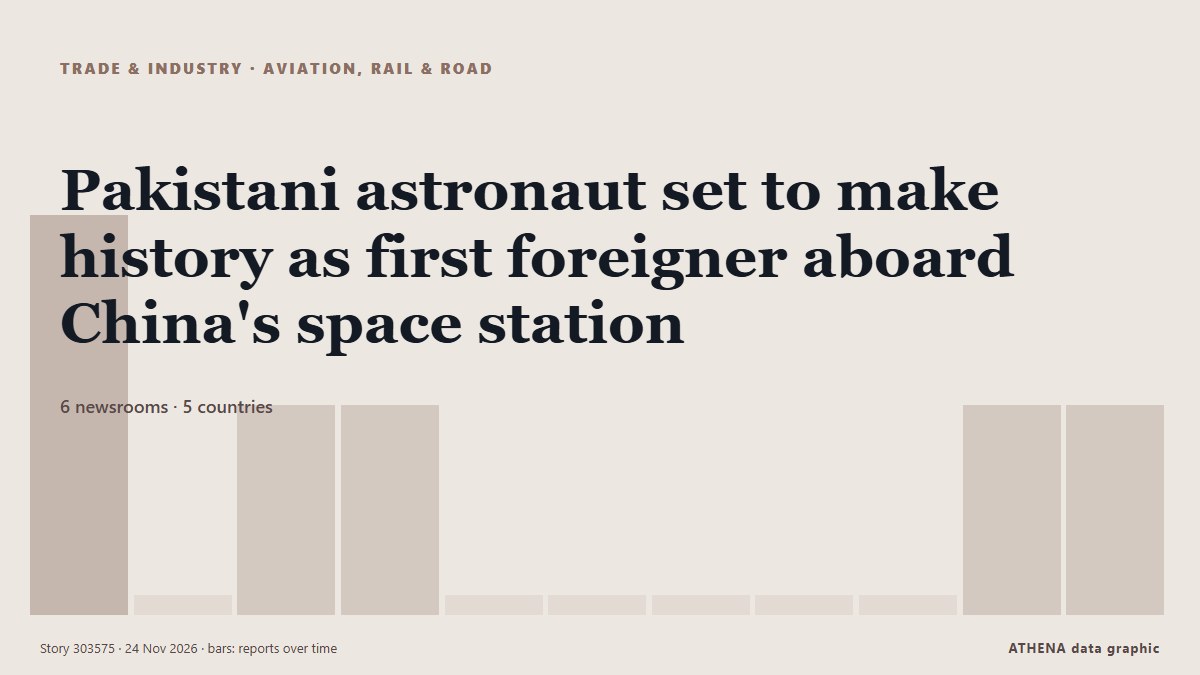 TRADE & INDUSTRY · AVIATION, RAIL & ROAD
Pakistani astronaut set to make
history as first foreigner aboard
China's space station
6 newsrooms · 5 countries
Story 303575 · 24 Nov 2026 · bars: reports over time
ATHENA data graphic